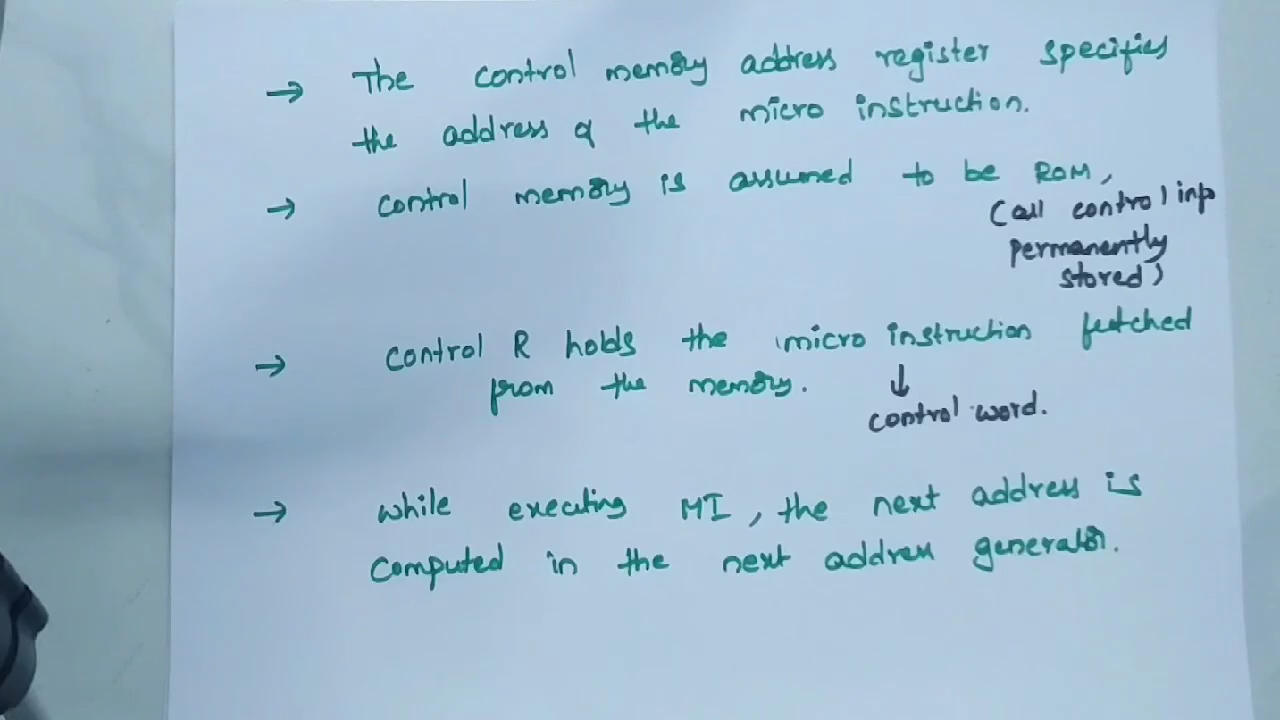 → The control memory address register specifies
the address of the micro instruction.
→ control memory is assumed to be ROM,
(all control info
permanently
stored)
→ control R holds the micro instruction fetched
from the memory.
↓
control word.
→ while executing MI, the next address is
computed in the next address generator.